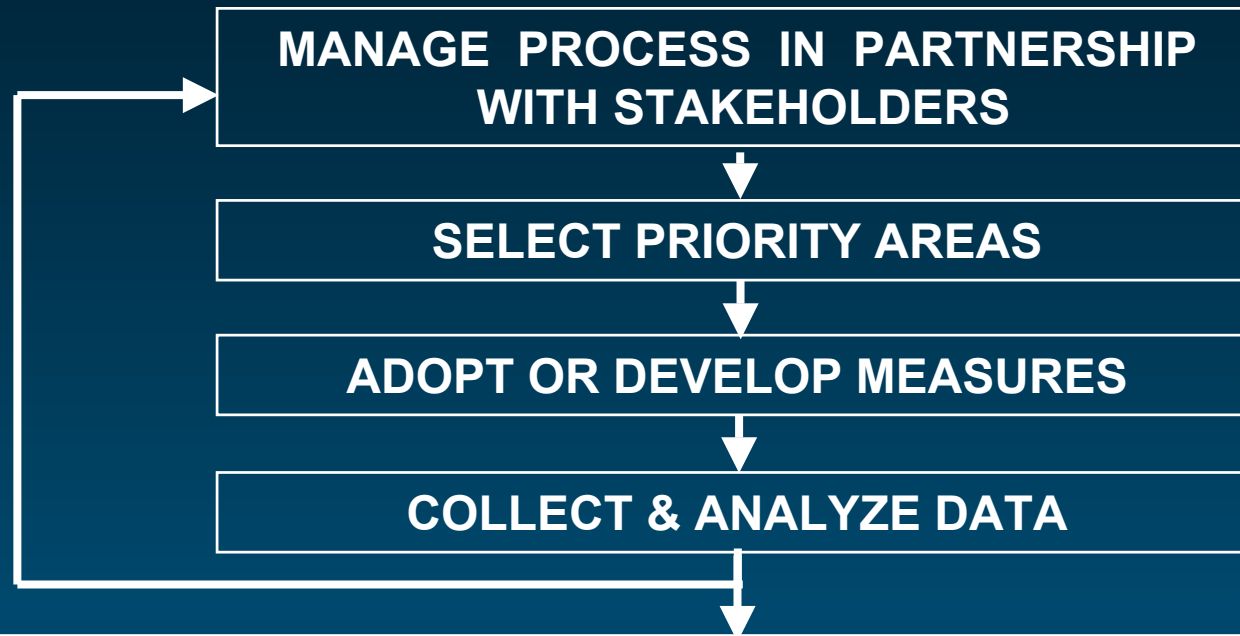 MANAGE PROCESS IN PARTNERSHIP
WITH STAKEHOLDERS
SELECT PRIORITY AREAS
ADOPT OR DEVELOP MEASURES
COLLECT & ANALYZE DATA